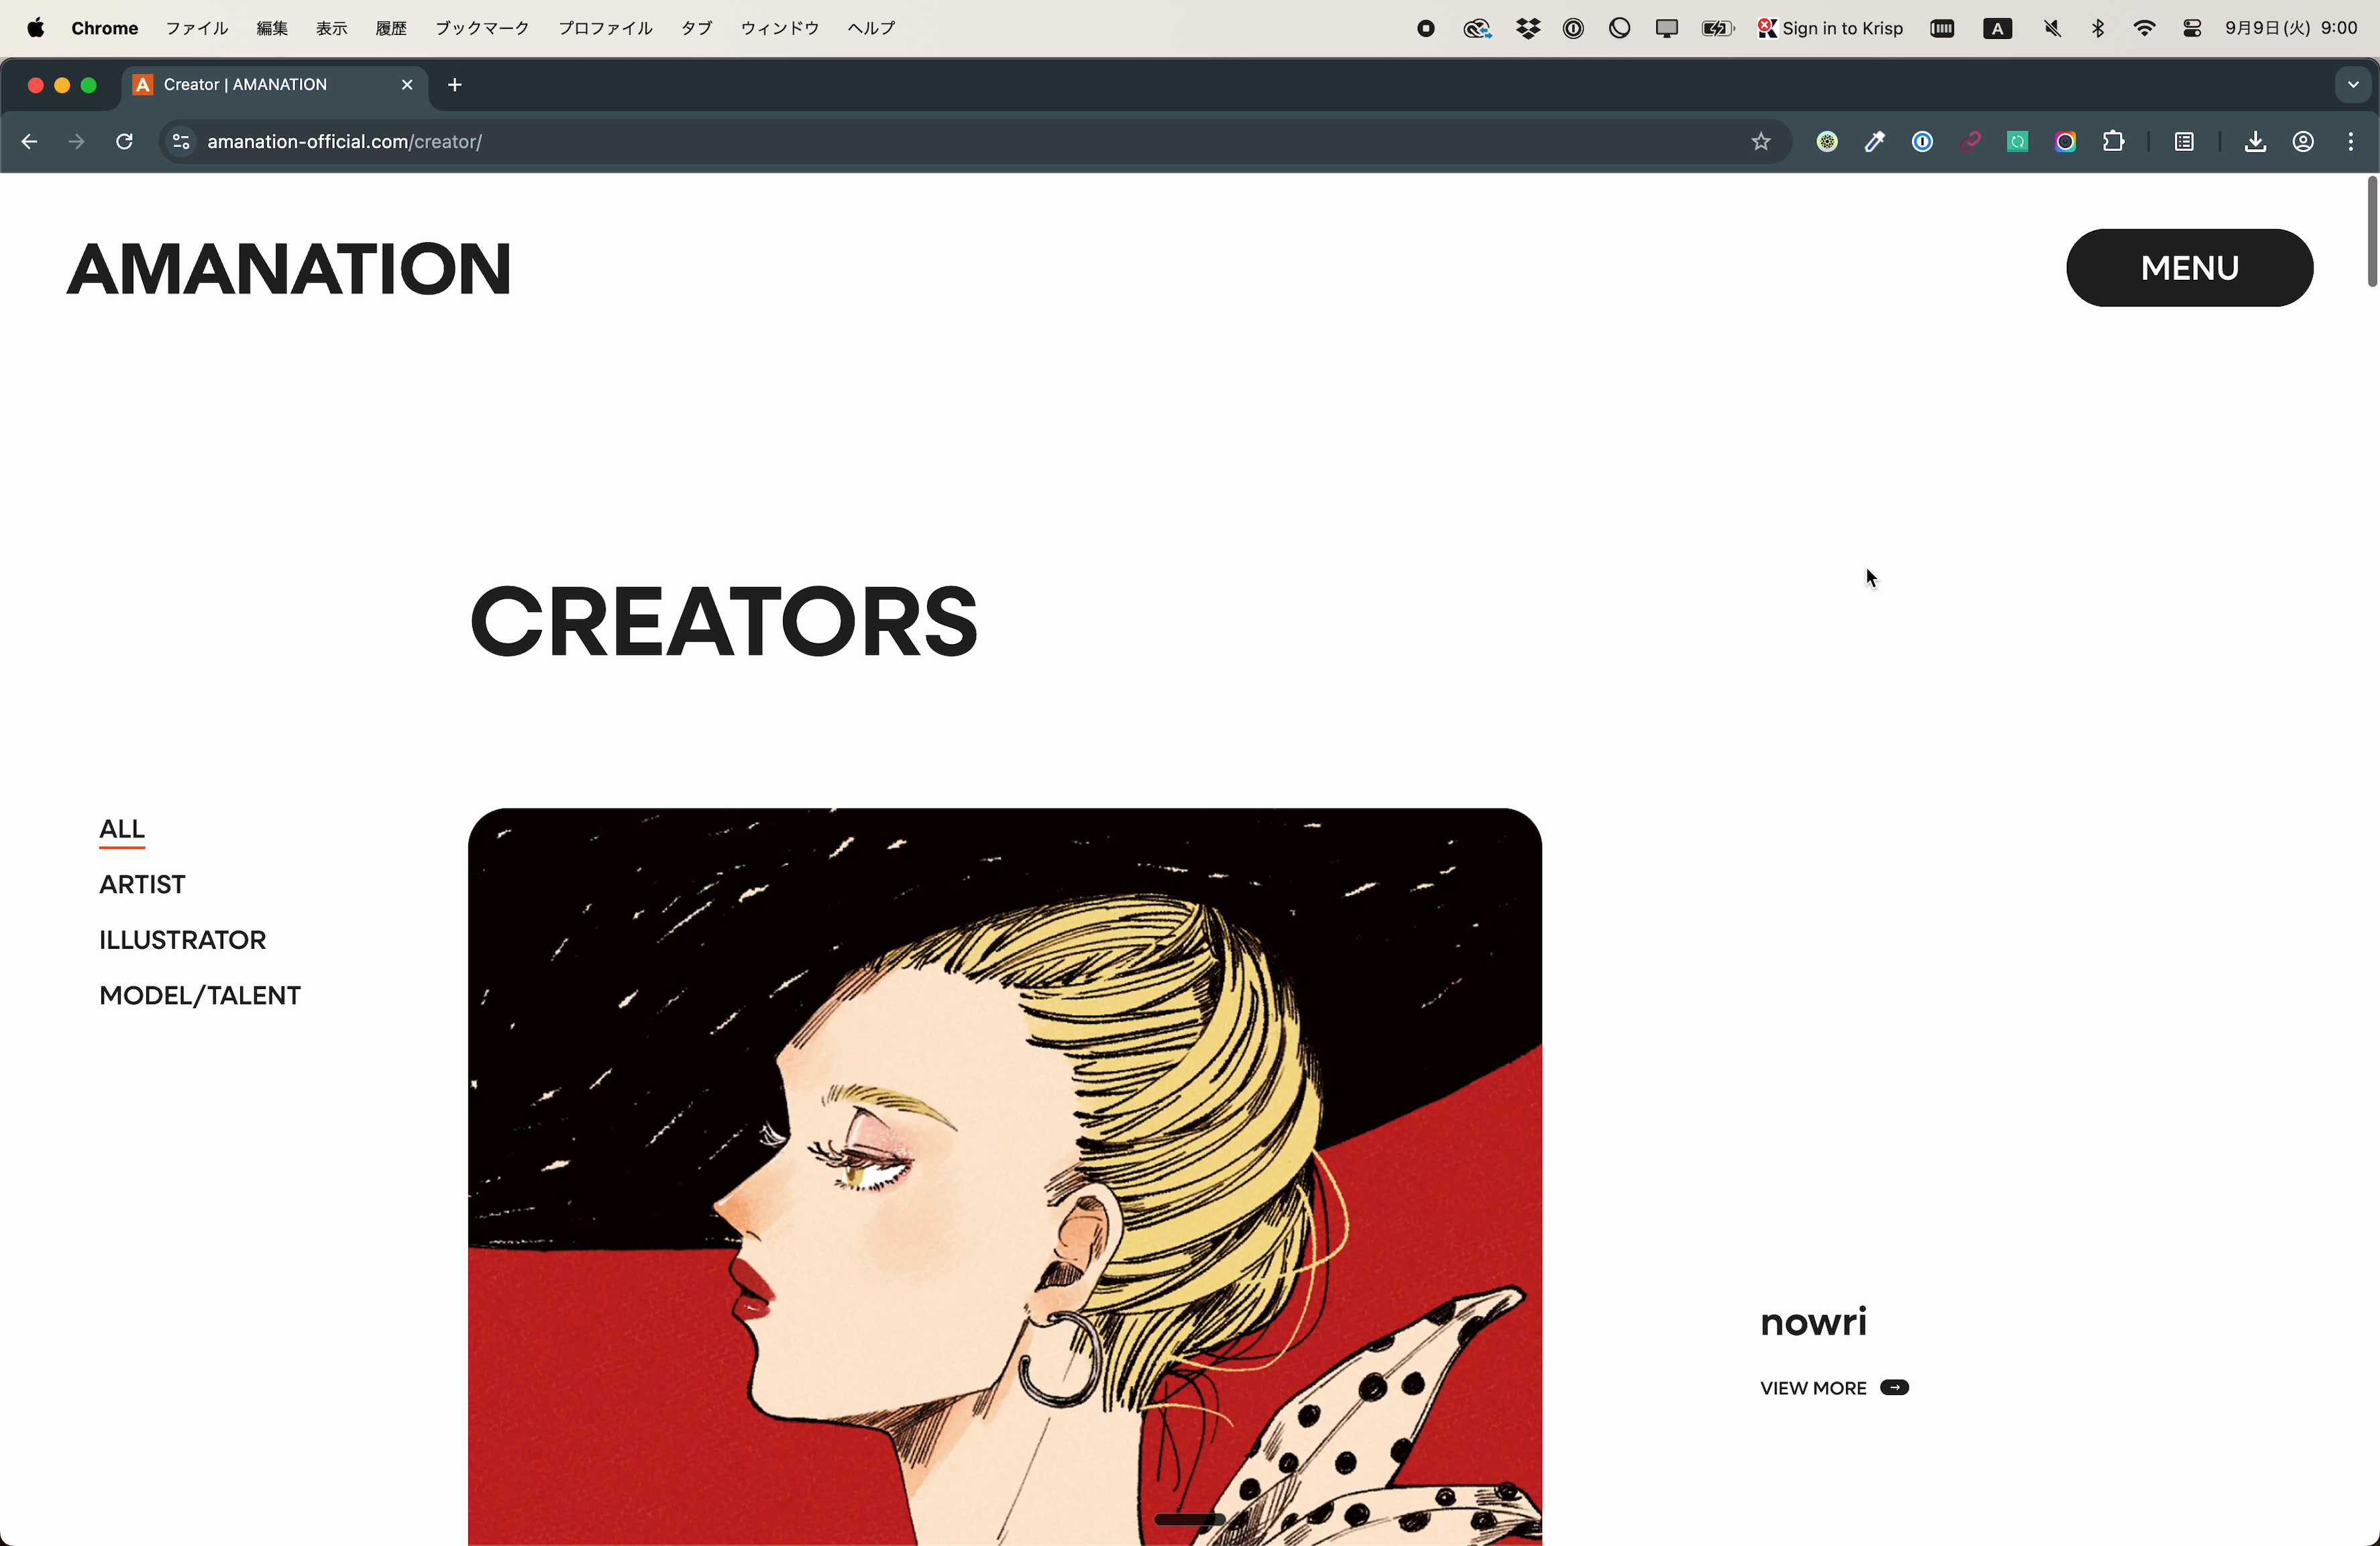 Chrome ファイル 編集 表示 履歴 ブックマーク プロファイル タブ ウィンドウ ヘルプ Sign in to Krisp A 9月9日(火) 9:00
A Creator | AMANATION
amanation-official.com/creator/
AMANATION
MENU
CREATORS
ALL
ARTIST
ILLUSTRATOR
MODEL/TALENT
nowri
VIEW MORE